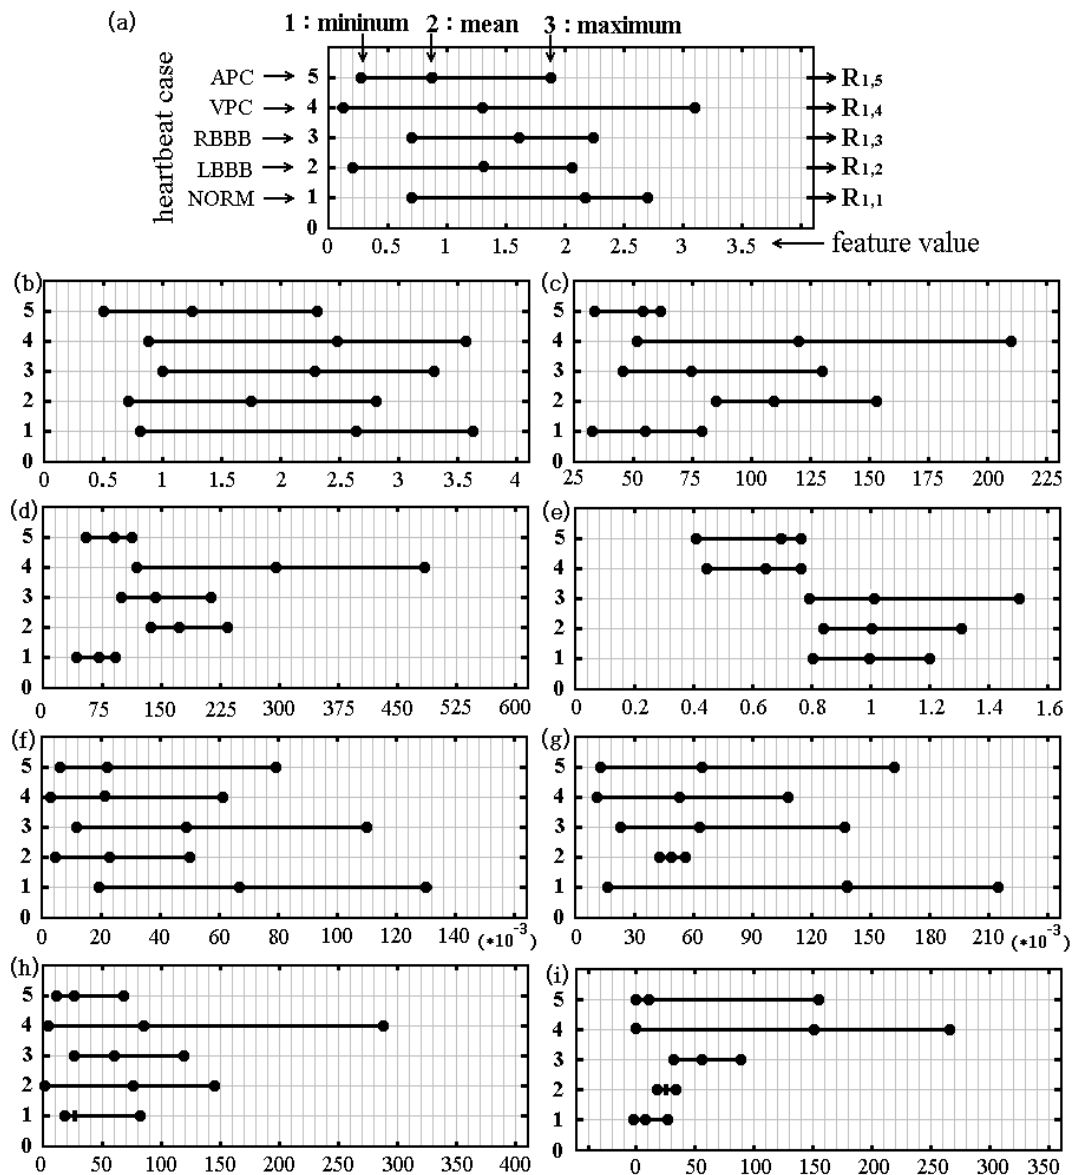 (a)
1 : mininum 2 : mean 3 : maximum
heartbeat case
APC 5 R1,5
VPC 4 R1,4
RBBB 3 R1,3
LBBB 2 R1,2
NORM 1 R1,1
0
0 0.5 1 1.5 2 2.5 3 3.5 feature value
(b)
5
4
3
2
1
0
0 0.5 1 1.5 2 2.5 3 3.5 4
(c)
5
4
3
2
1
0
25 50 75 100 125 150 175 200 225
(d)
5
4
3
2
1
0
0 75 150 225 300 375 450 525 600
(e)
5
4
3
2
1
0
0 0.2 0.4 0.6 0.8 1 1.2 1.4 1.6
(f)
5
4
3
2
1
0
0 20 40 60 80 100 120 140 (*10-3)
(g)
5
4
3
2
1
0
0 30 60 90 120 150 180 210 (*10-3)
(h)
5
4
3
2
1
0
0 50 100 150 200 250 300 350 400
(i)
5
4
3
2
1
0
0 50 100 150 200 250 300 350